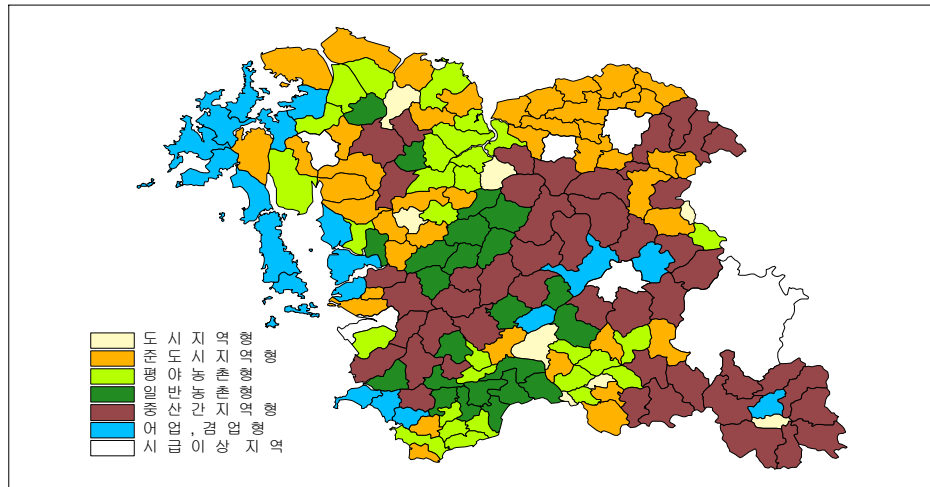 도시지역형
준도시지역형
평야농촌형
일반농촌형
중산간지역형
어업,겸업형
시급이상 지역